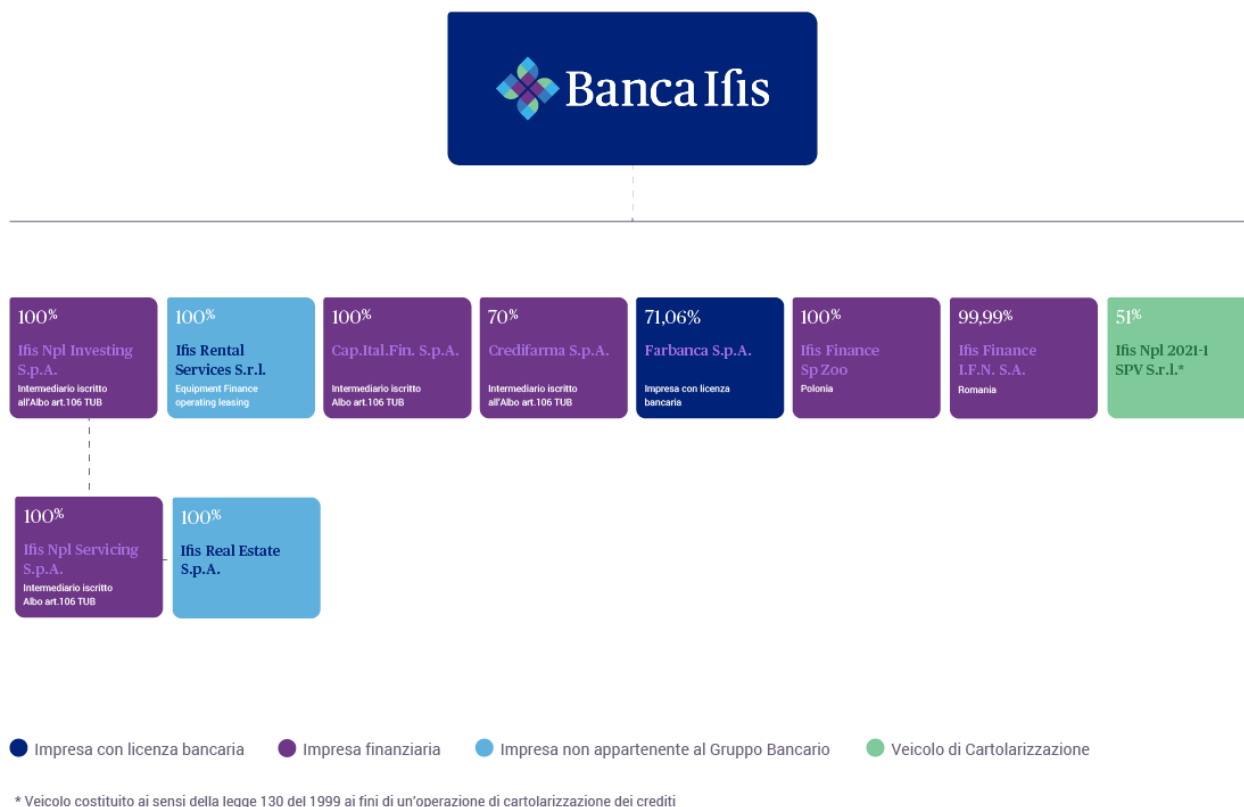 Banca Ifis
100%
Ifis Npl Investing
S.p.A.
Intermediario iscritto
all'Albo art.106 TUB
100%
Ifis Rental
Services S.r.l.
Equipment Finance
operating leasing
100%
Cap.Ital.Fin. S.p.A.
Intermediario iscritto
Albo art.106 TUB
70%
Credifarma S.p.A.
Intermediario iscritto
all'Albo art.106 TUB
71,06%
Farbanca S.p.A.
Impresa con licenza
bancaria
100%
Ifis Finance
Sp Zoo
Polonia
99,99%
Ifis Finance
I.F.N. S.A.
Romania
51%
Ifis Npl 2021-1
SPV S.r.l.*
100%
Ifis Npl Servicing
S.p.A.
Intermediario iscritto
Albo art.106 TUB
100%
Ifis Real Estate
S.p.A.
Impresa con licenza bancaria
Impresa finanziaria
Impresa non appartenente al Gruppo Bancario
Veicolo di Cartolarizzazione
* Veicolo costituito ai sensi della legge 130 del 1999 ai fini di un'operazione di cartolarizzazione dei crediti